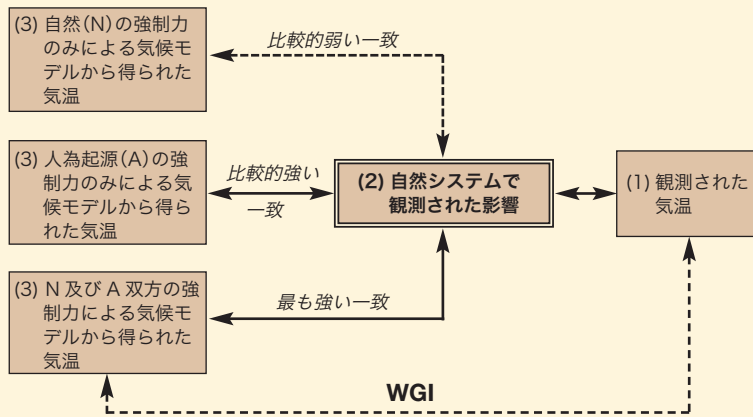 (3) 自然(N)の強制力
のみによる気候モ
デルから得られた
気温
比較的弱い一致
(3) 人為起源(A)の強
制力のみによる気
候モデルから得ら
れた気温
比較的強い
一致
(2) 自然システムで
観測された影響
(1) 観測された
気温
(3) N 及び A 双方の強
制力による気候モ
デルから得られた
気温
最も強い一致
WGI